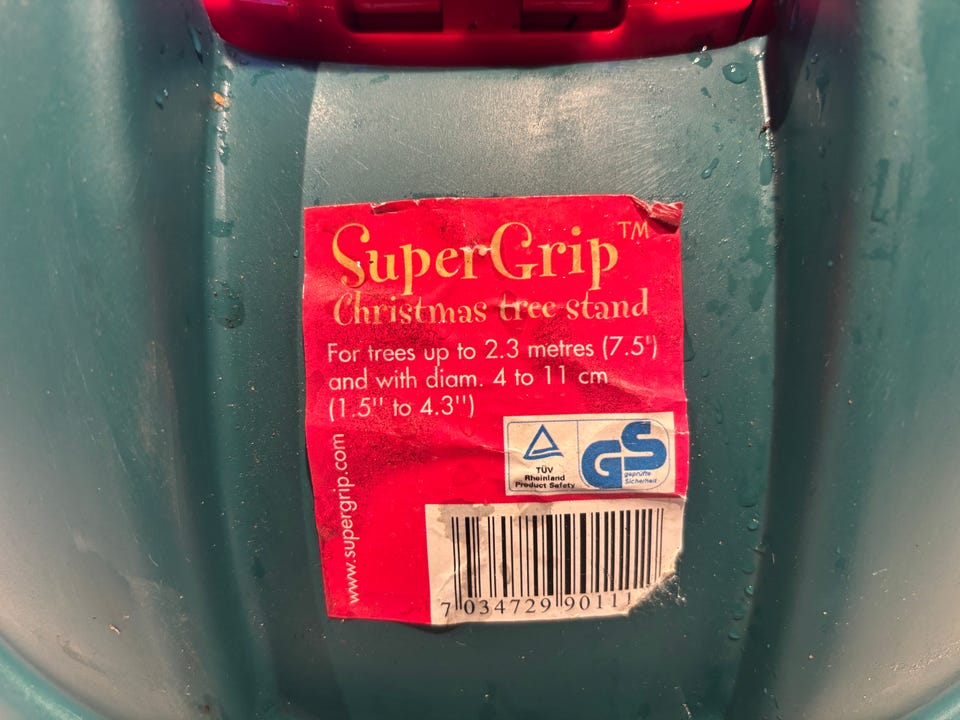 SuperGrip™
Christmas tree stand
For trees up to 2.3 metres (7.5')
and with diam. 4 to 11 cm
(1.5'' to 4.3'')
www.supergrip.com
TÜV
Rheinland
Product Safety
GS
geprüfte
Sicherheit
7 034729 90111